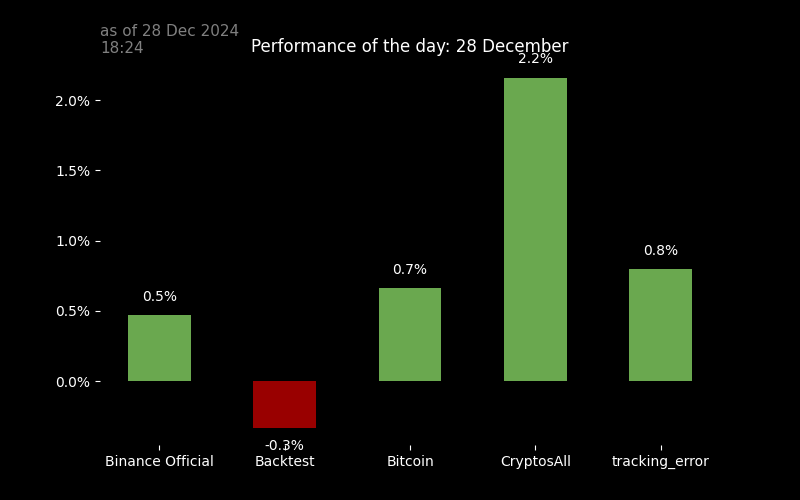 as of 28 Dec 2024
18:24
Performance of the day: 28 December
2.2%
2.0%
1.5%
1.0%
0.8%
0.7%
0.5%
0.5%
0.0%
-0.3%
Binance Official
Backtest
Bitcoin
CryptosAll
tracking_error